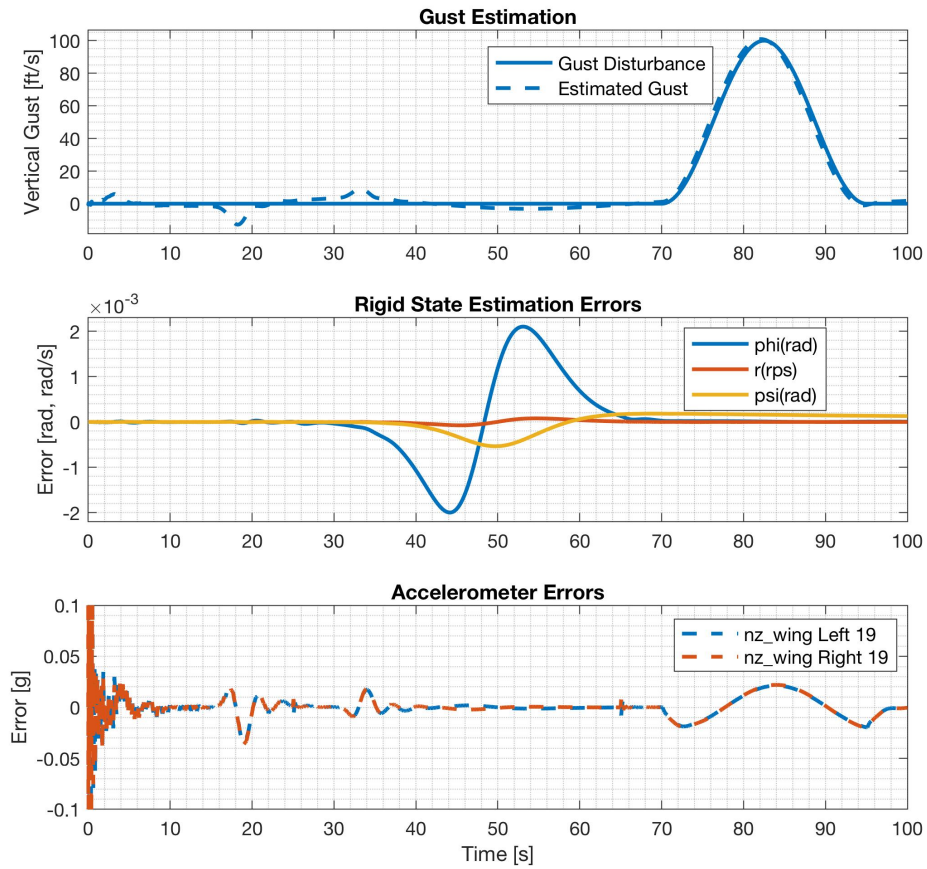 Gust Estimation
Vertical Gust [ft/s]
100
80
60
40
20
0
Gust Disturbance
Estimated Gust
0 10 20 30 40 50 60 70 80 90 100
×10-3
Rigid State Estimation Errors
Error [rad, rad/s]
2
1
0
-1
-2
phi(rad)
r(rps)
psi(rad)
0 10 20 30 40 50 60 70 80 90 100
Accelerometer Errors
Error [g]
0.1
0.05
0
-0.05
-0.1
nz_wing Left 19
nz_wing Right 19
0 10 20 30 40 50 60 70 80 90 100
Time [s]